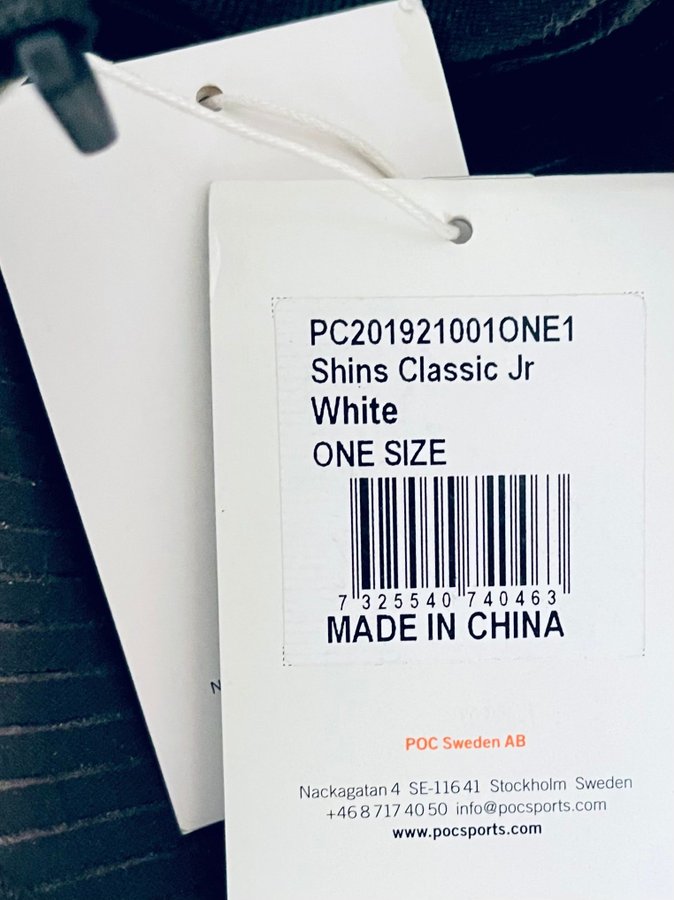 PC201921001ONE1
Shins Classic Jr
White
ONE SIZE
7 325540 740463
MADE IN CHINA
N
POC Sweden AB
Nackagatan 4 SE-116 41 Stockholm Sweden
+46 8 717 40 50 info@pocsports.com
www.pocsports.com